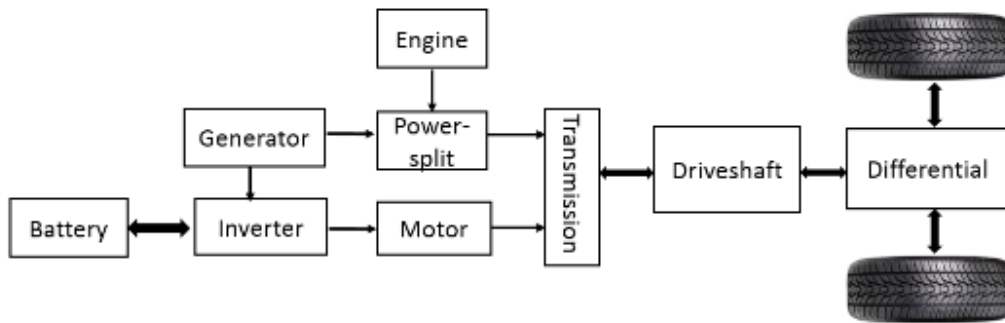 Engine
Generator
Power-
split
Transmission
Driveshaft
Differential
Battery
Inverter
Motor